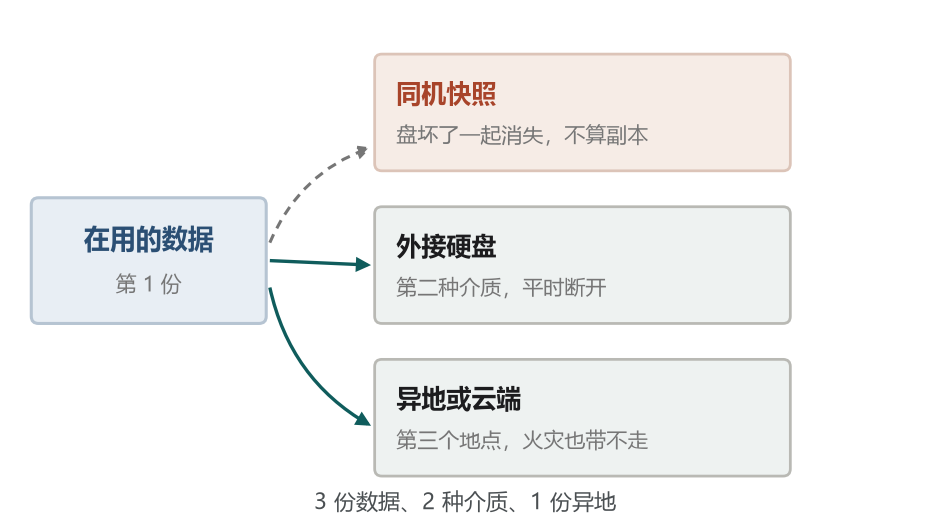 同机快照
盘坏了一起消失，不算副本
在用的数据
第 1 份
外接硬盘
第二种介质，平时断开
异地或云端
第三个地点，火灾也带不走
3 份数据、2 种介质、1 份异地